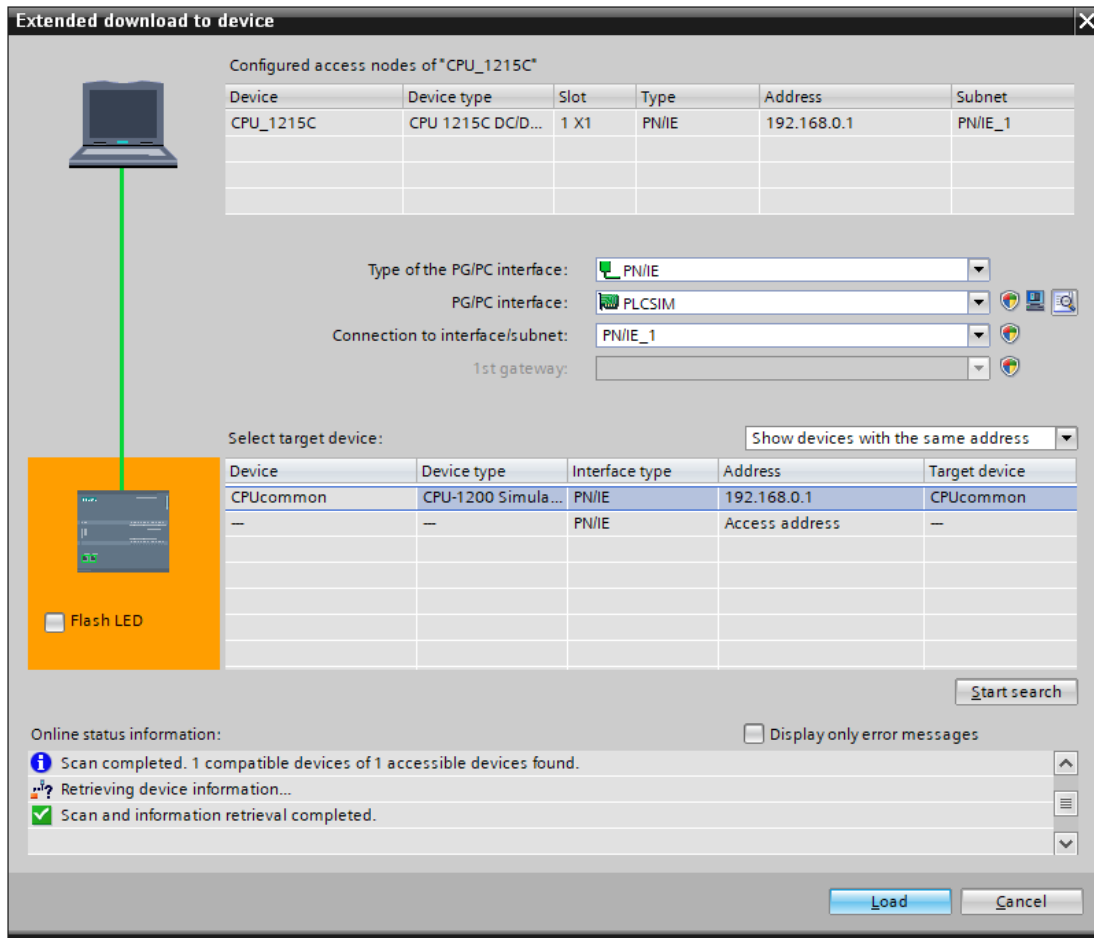 Extended download to device
Configured access nodes of "CPU_1215C"
Device Device type Slot Type Address Subnet
CPU_1215C CPU 1215C DC/D... 1 X1 PN/IE 192.168.0.1 PN/IE_1
Type of the PG/PC interface: PN/IE
PG/PC interface: PLCSIM
Connection to interface/subnet: PN/IE_1
1st gateway:
Select target device: Show devices with the same address
Device Device type Interface type Address Target device
CPUcommon CPU-1200 Simula... PN/IE 192.168.0.1 CPUcommon
— — PN/IE Access address —
Flash LED
Start search
Online status information: Display only error messages
Scan completed. 1 compatible devices of 1 accessible devices found.
Retrieving device information...
Scan and information retrieval completed.
Load Cancel